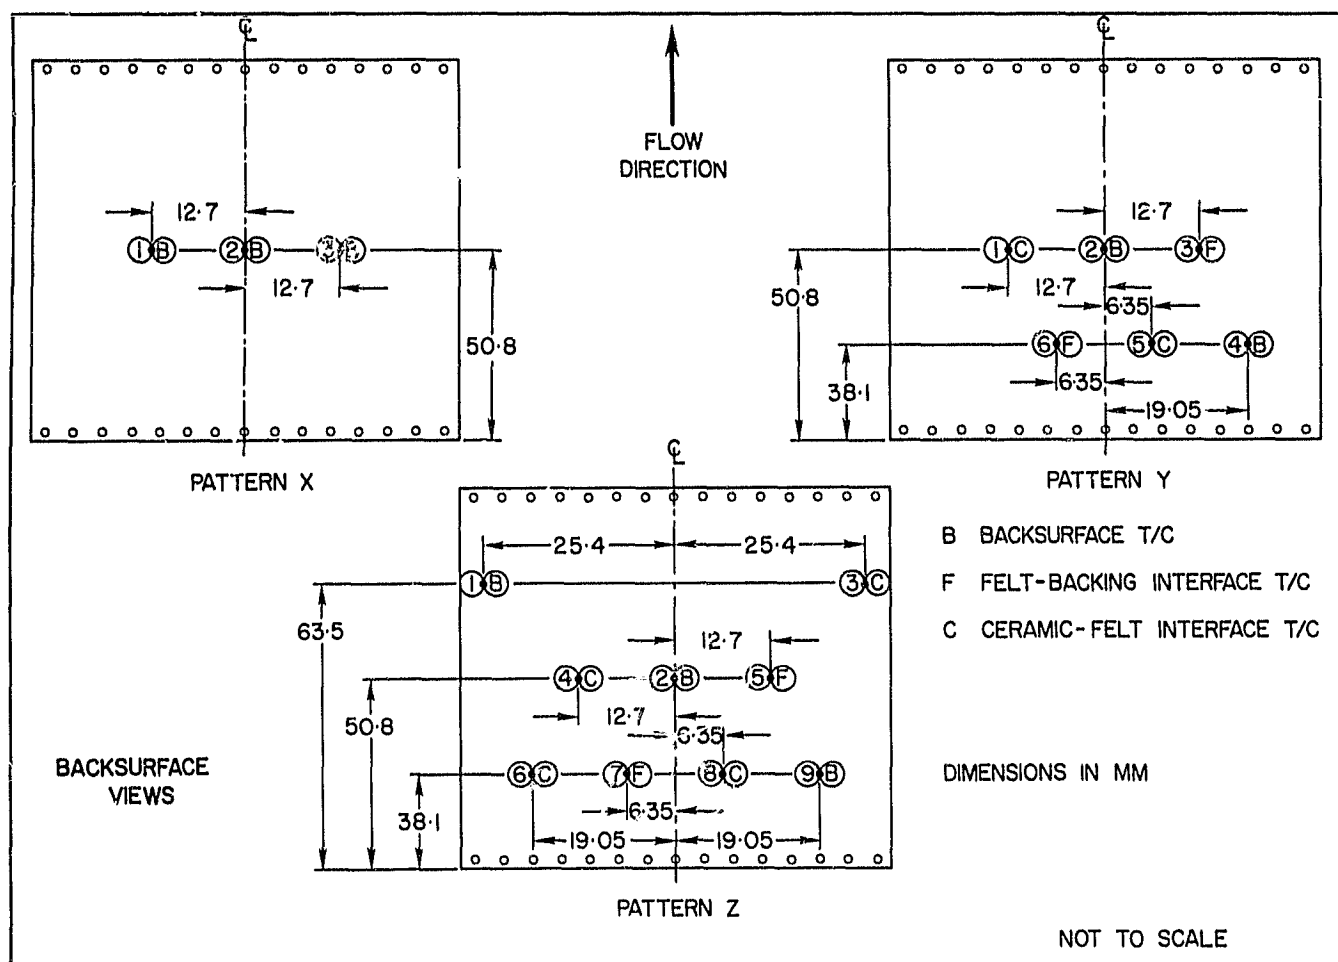 CL
CL
FLOW
DIRECTION
12·7
12·7
1 B
2 B
3
1 C
2 B
3 F
12·7
12·7
50·8
6·35
50·8
6 F
5 C
4 B
38·1
6·35
19·05
CL
PATTERN X
PATTERN Y
25·4
25·4
B BACKSURFACE T/C
1 B
3 C
F FELT-BACKING INTERFACE T/C
63·5
12·7
C CERAMIC-FELT INTERFACE T/C
4 C
2 B
5 F
50·8
12·7
6·35
BACKSURFACE
VIEWS
6 C
7 F
8 C
9 B
DIMENSIONS IN MM
38·1
6·35
19·05
19·05
PATTERN Z
NOT TO SCALE